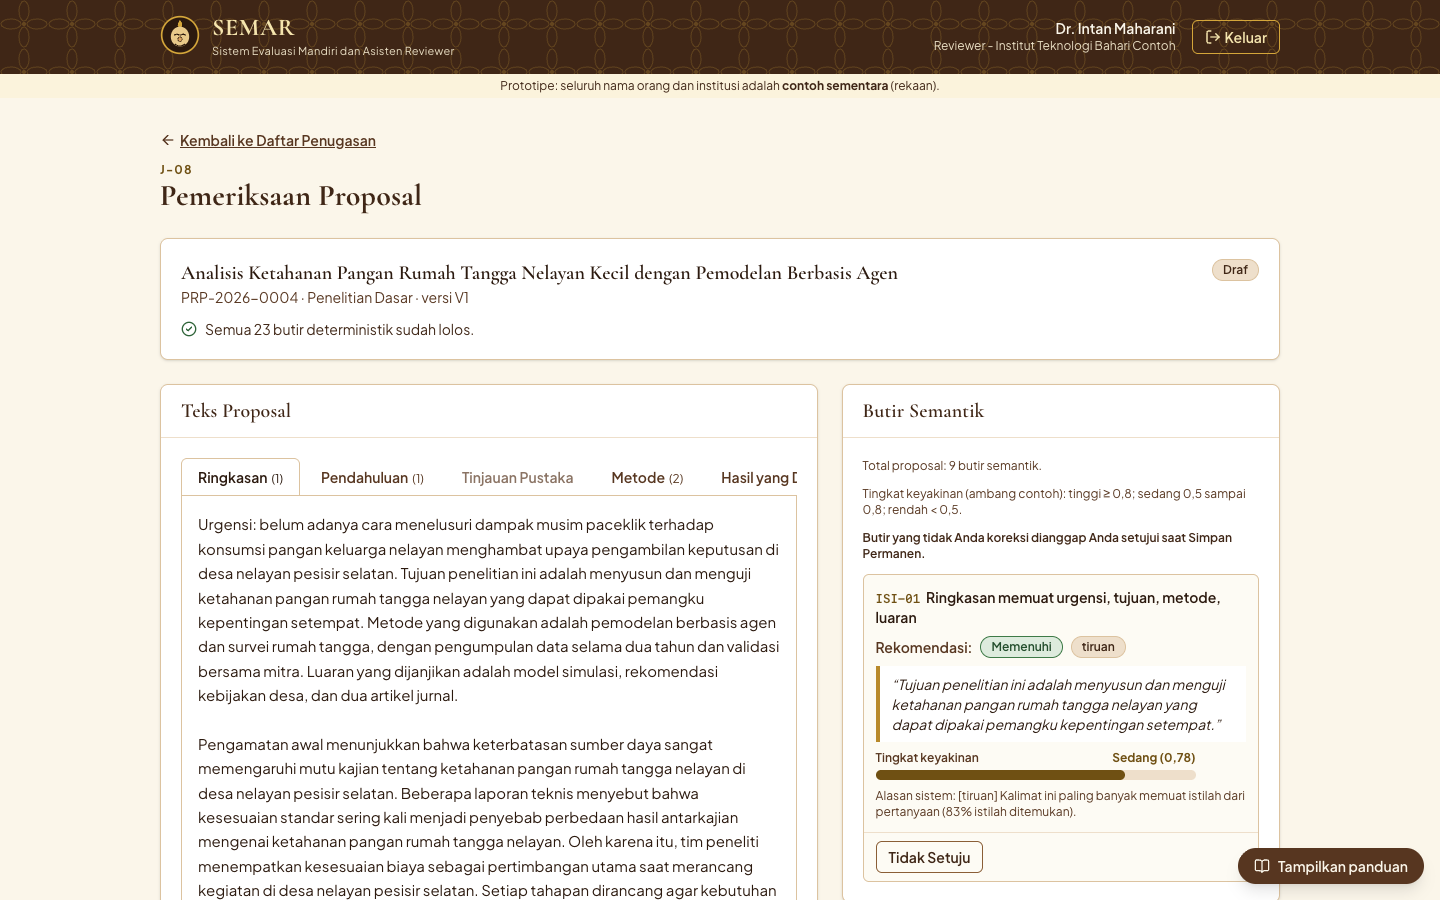 SEMAR
Sistem Evaluasi Mandiri dan Asisten Reviewer
Dr. Intan Maharani
Reviewer - Institut Teknologi Bahari Contoh
Keluar
Prototipe: seluruh nama orang dan institusi adalah contoh sementara (rekaan).
Kembali ke Daftar Penugasan
J-08
Pemeriksaan Proposal
Analisis Ketahanan Pangan Rumah Tangga Nelayan Kecil dengan Pemodelan Berbasis Agen
Draf
PRP-2026-0004 · Penelitian Dasar · versi V1
Semua 23 butir deterministik sudah lolos.
Teks Proposal
Ringkasan (1) Pendahuluan (1) Tinjauan Pustaka Metode (2) Hasil yang D
Urgensi: belum adanya cara menelusuri dampak musim paceklik terhadap
konsumsi pangan keluarga nelayan menghambat upaya pengambilan keputusan di
desa nelayan pesisir selatan. Tujuan penelitian ini adalah menyusun dan menguji
ketahanan pangan rumah tangga nelayan yang dapat dipakai pemangku
kepentingan setempat. Metode yang digunakan adalah pemodelan berbasis agen
dan survei rumah tangga, dengan pengumpulan data selama dua tahun dan validasi
bersama mitra. Luaran yang dijanjikan adalah model simulasi, rekomendasi
kebijakan desa, dan dua artikel jurnal.
Pengamatan awal menunjukkan bahwa keterbatasan sumber daya sangat
memengaruhi mutu kajian tentang ketahanan pangan rumah tangga nelayan di
desa nelayan pesisir selatan. Beberapa laporan teknis menyebut bahwa
kesesuaian standar sering kali menjadi penyebab perbedaan hasil antarkajian
mengenai ketahanan pangan rumah tangga nelayan. Oleh karena itu, tim peneliti
menempatkan kesesuaian biaya sebagai pertimbangan utama saat merancang
kegiatan di desa nelayan pesisir selatan. Setiap tahapan dirancang agar kebutuhan
Butir Semantik
Total proposal: 9 butir semantik.
Tingkat keyakinan (ambang contoh): tinggi ≥ 0,8; sedang 0,5 sampai
0,8; rendah < 0,5.
Butir yang tidak Anda koreksi dianggap Anda setujui saat Simpan
Permanen.
ISI-01 Ringkasan memuat urgensi, tujuan, metode,
luaran
Rekomendasi: Memenuhi tiruan
“Tujuan penelitian ini adalah menyusun dan menguji
ketahanan pangan rumah tangga nelayan yang
dapat dipakai pemangku kepentingan setempat.”
Tingkat keyakinan Sedang (0,78)
Alasan sistem: [tiruan] Kalimat ini paling banyak memuat istilah dari
pertanyaan (83% istilah ditemukan).
Tidak Setuju
Tampilkan panduan